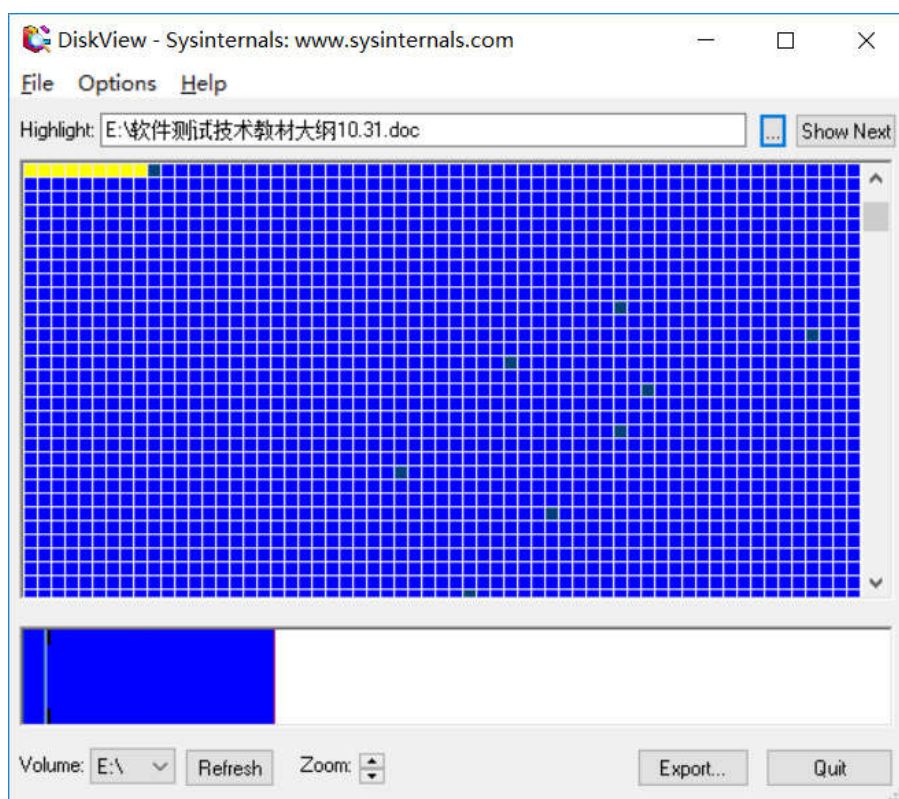 DiskView - Sysinternals: www.sysinternals.com
File Options Help
Highlight: E:\软件测试技术教材大纲10.31.doc ... Show Next
Volume: E:\ Refresh Zoom: Export... Quit